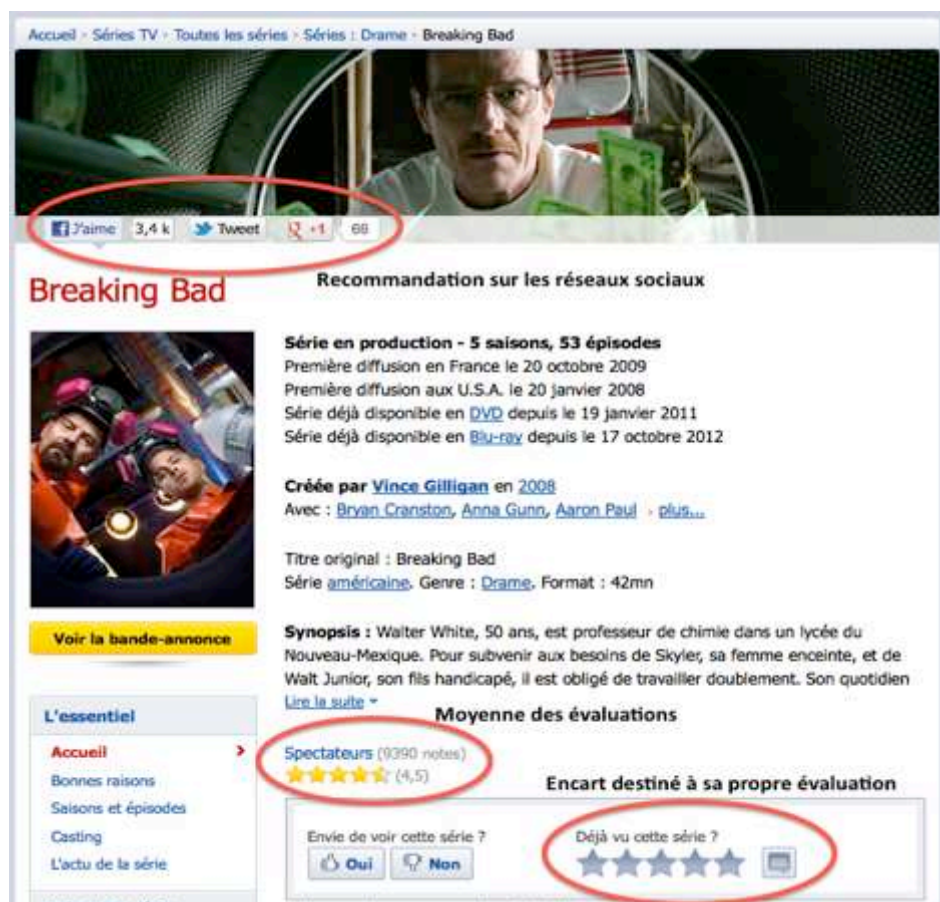 Accueil › Séries TV › Toutes les séries › Séries : Drame › Breaking Bad
J'aime 3,4 k Tweet +1 68
Recommandation sur les réseaux sociaux
Breaking Bad
Série en production - 5 saisons, 53 épisodes
Première diffusion en France le 20 octobre 2009
Première diffusion aux U.S.A. le 20 janvier 2008
Série déjà disponible en DVD depuis le 19 janvier 2011
Série déjà disponible en Blu-ray depuis le 17 octobre 2012
Créée par Vince Gilligan en 2008
Avec : Bryan Cranston, Anna Gunn, Aaron Paul › plus...
Titre original : Breaking Bad
Série américaine. Genre : Drame. Format : 42mn
Voir la bande-annonce
Synopsis : Walter White, 50 ans, est professeur de chimie dans un lycée du
Nouveau-Mexique. Pour subvenir aux besoins de Skyler, sa femme enceinte, et de
Walt Junior, son fils handicapé, il est obligé de travailler doublement. Son quotidien
Lire la suite
Moyenne des évaluations
L'essentiel
Accueil
Bonnes raisons
Saisons et épisodes
Casting
L'actu de la série
Spectateurs (9390 notes)
(4,5)
Encart destiné à sa propre évaluation
Envie de voir cette série ?
Oui Non
Déjà vu cette série ?